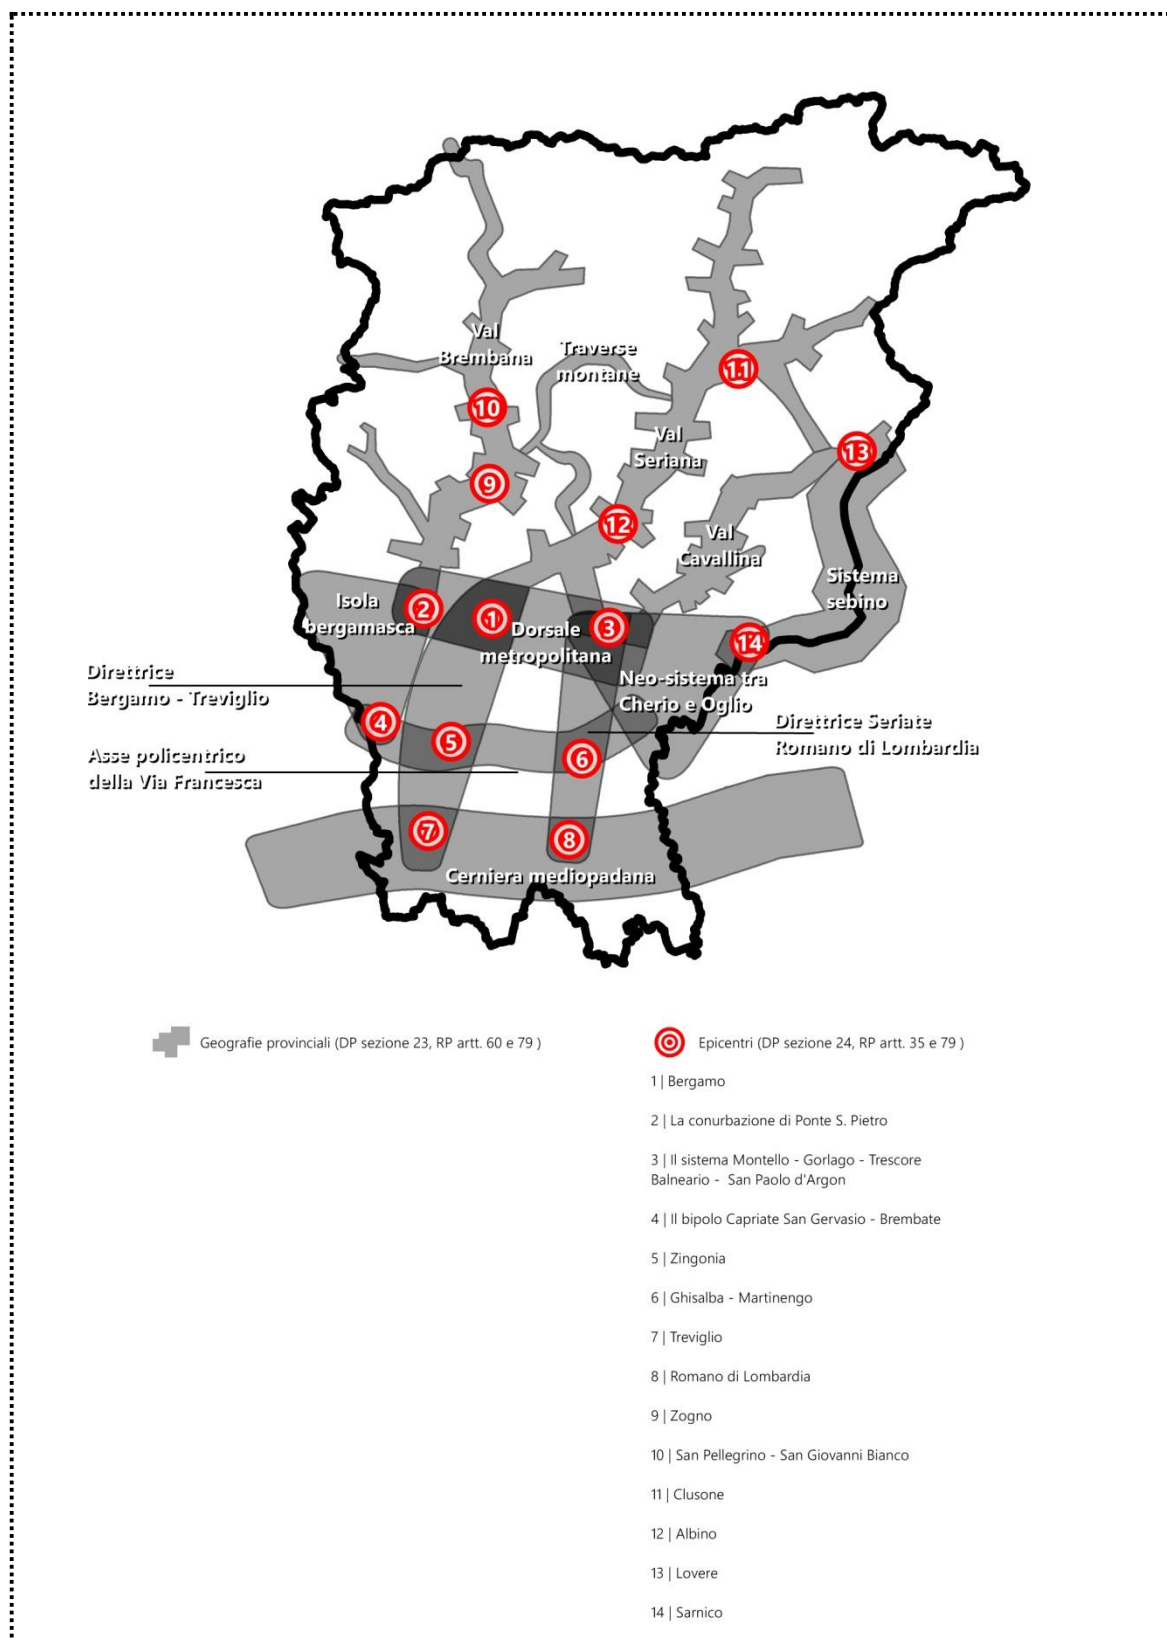 Val
Brembana
Traverse
montane
11
10
Val
Seriana
13
9
12
Val
Cavallina
Sistema
sebino
Isola
bergamasca
2
1
3
Dorsale
metropolitana
14
Direttrice
Bergamo - Treviglio
Neo-sistema tra
Cherio e Oglio
4
5
Direttrice Seriate
Romano di Lombardia
Asse policentrico
della Via Francesca
6
7
8
Cerniera mediopadana
Geografie provinciali (DP sezione 23, RP artt. 60 e 79 )
Epicentri (DP sezione 24, RP artt. 35 e 79 )
1 | Bergamo
2 | La conurbazione di Ponte S. Pietro
3 | Il sistema Montello - Gorlago - Trescore
Balneario -  San Paolo d'Argon
4 | Il bipolo Capriate San Gervasio - Brembate
5 | Zingonia
6 | Ghisalba - Martinengo
7 | Treviglio
8 | Romano di Lombardia
9 | Zogno
10 | San Pellegrino - San Giovanni Bianco
11 | Clusone
12 | Albino
13 | Lovere
14 | Sarnico